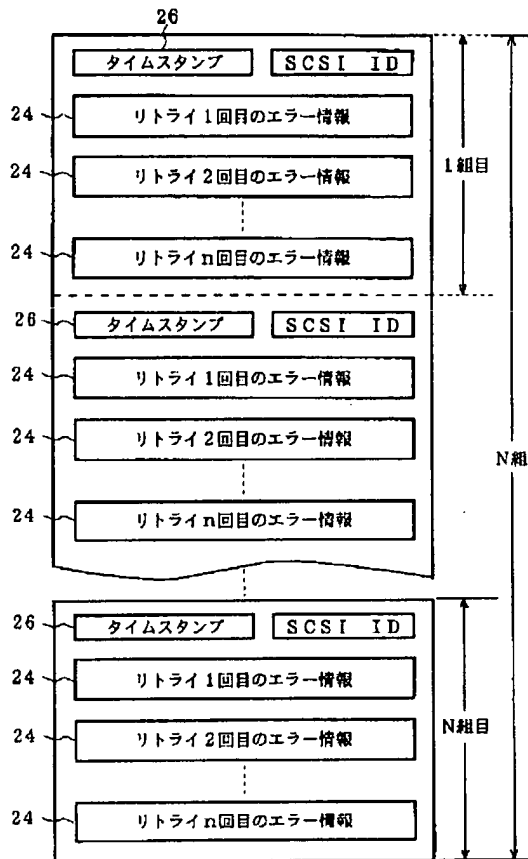 26
タイムスタンプ SCSI ID
24 リトライ1回目のエラー情報
24 リトライ2回目のエラー情報
24 リトライn回目のエラー情報
1組目
26 タイムスタンプ SCSI ID
24 リトライ1回目のエラー情報
24 リトライ2回目のエラー情報
24 リトライn回目のエラー情報
N組
26 タイムスタンプ SCSI ID
24 リトライ1回目のエラー情報
24 リトライ2回目のエラー情報
24 リトライn回目のエラー情報
N組目